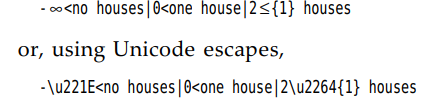 -∞<no houses|0<one house|2≤{1} houses
or, using Unicode escapes,
-\u221E<no houses|0<one house|2\u2264{1} houses